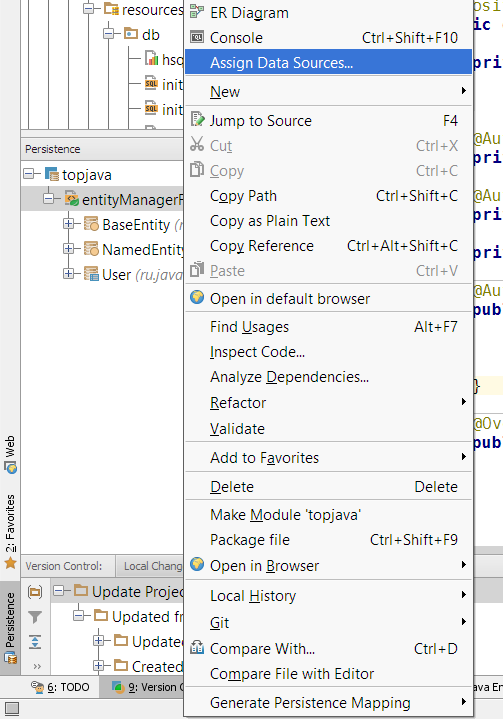 resources
db
hsq
init
init
Persistence
topjava
entityManagerF
BaseEntity (r
NamedEntity
User (ru.java
ER Diagram
Console Ctrl+Shift+F10
Assign Data Sources...
New
Jump to Source F4
Cut Ctrl+X
Copy Ctrl+C
Copy Path Ctrl+Shift+C
Copy as Plain Text
Copy Reference Ctrl+Alt+Shift+C
Paste Ctrl+V
Open in default browser
Find Usages Alt+F7
Inspect Code...
Analyze Dependencies...
Refactor
Validate
Add to Favorites
Delete Delete
Make Module 'topjava'
Package file Ctrl+Shift+F9
Open in Browser
Local History
Git
Compare With... Ctrl+D
Compare File with Editor
Generate Persistence Mapping
pri
@Au
pri
@Au
pri
pri
@Au
pub
}
@Ov
pub
Web
2: Favorites
Persistence
Version Control: Local Chang
Update Projec
Updated fr
Update
Created
6: TODO
9: Version C
ava En